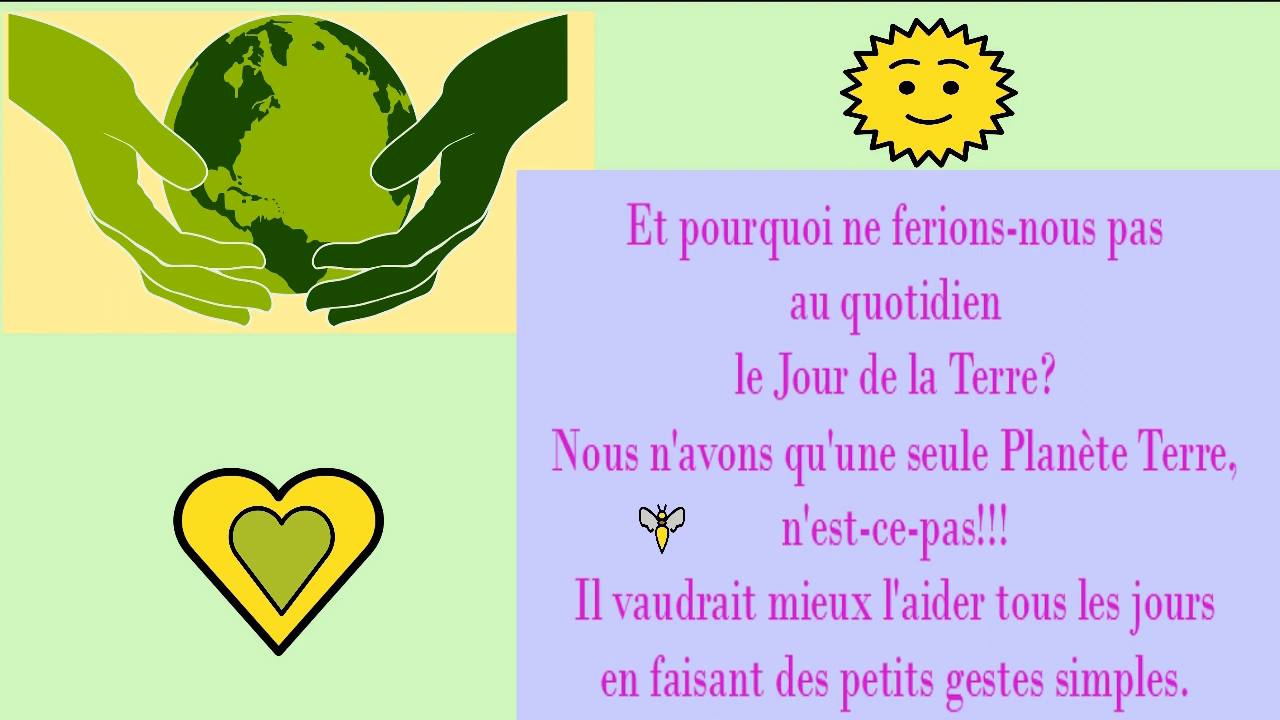 Et pourquoi ne ferions-nous pas
au quotidien
le Jour de la Terre?
Nous n'avons qu'une seule Planète Terre,
n'est-ce-pas!!!
Il vaudrait mieux l'aider tous les jours
en faisant des petits gestes simples.